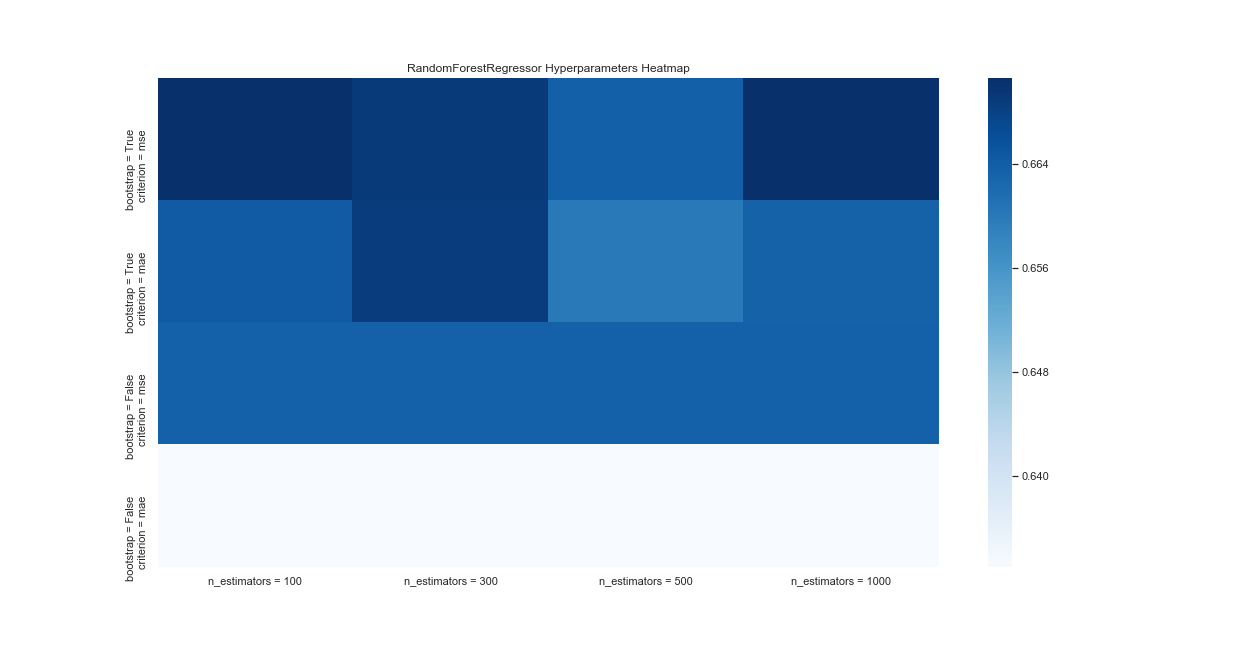 RandomForestRegressor Hyperparameters Heatmap
bootstrap = True
criterion = mse
bootstrap = True
criterion = mae
bootstrap = False
criterion = mse
bootstrap = False
criterion = mae
n_estimators = 100
n_estimators = 300
n_estimators = 500
n_estimators = 1000
0.664
0.656
0.648
0.640